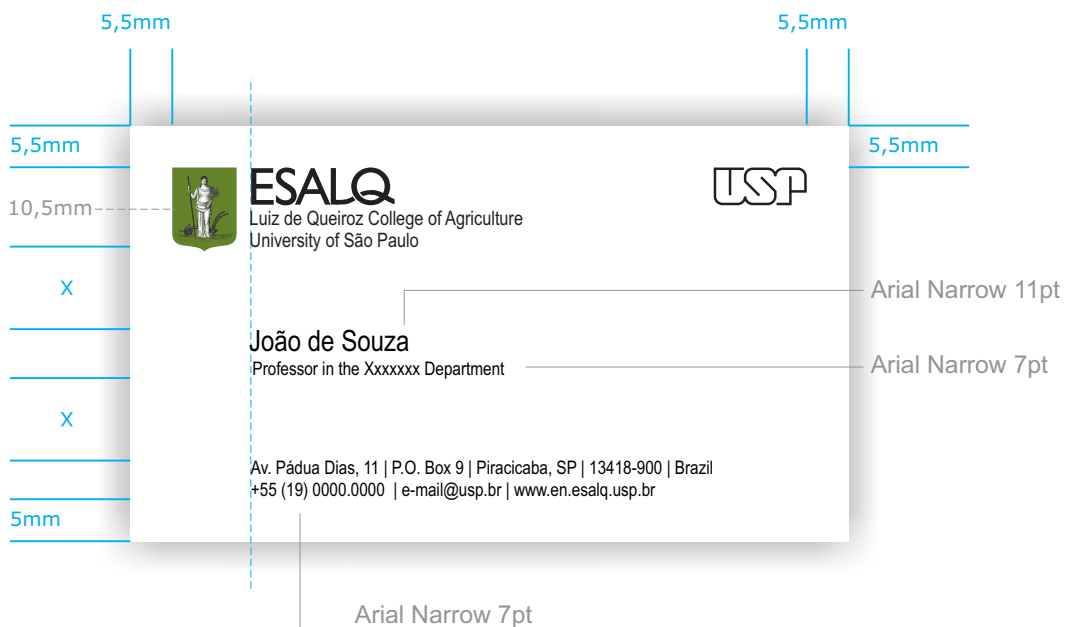 5,5mm
5,5mm
5,5mm
5,5mm
10,5mm
ESALQ
Luiz de Queiroz College of Agriculture
University of São Paulo
USP
X
Arial Narrow 11pt
João de Souza
Professor in the Xxxxxxx Department
Arial Narrow 7pt
X
Av. Pádua Dias, 11 | P.O. Box 9 | Piracicaba, SP | 13418-900 | Brazil
+55 (19) 0000.0000 | e-mail@usp.br | www.en.esalq.usp.br
5mm
Arial Narrow 7pt